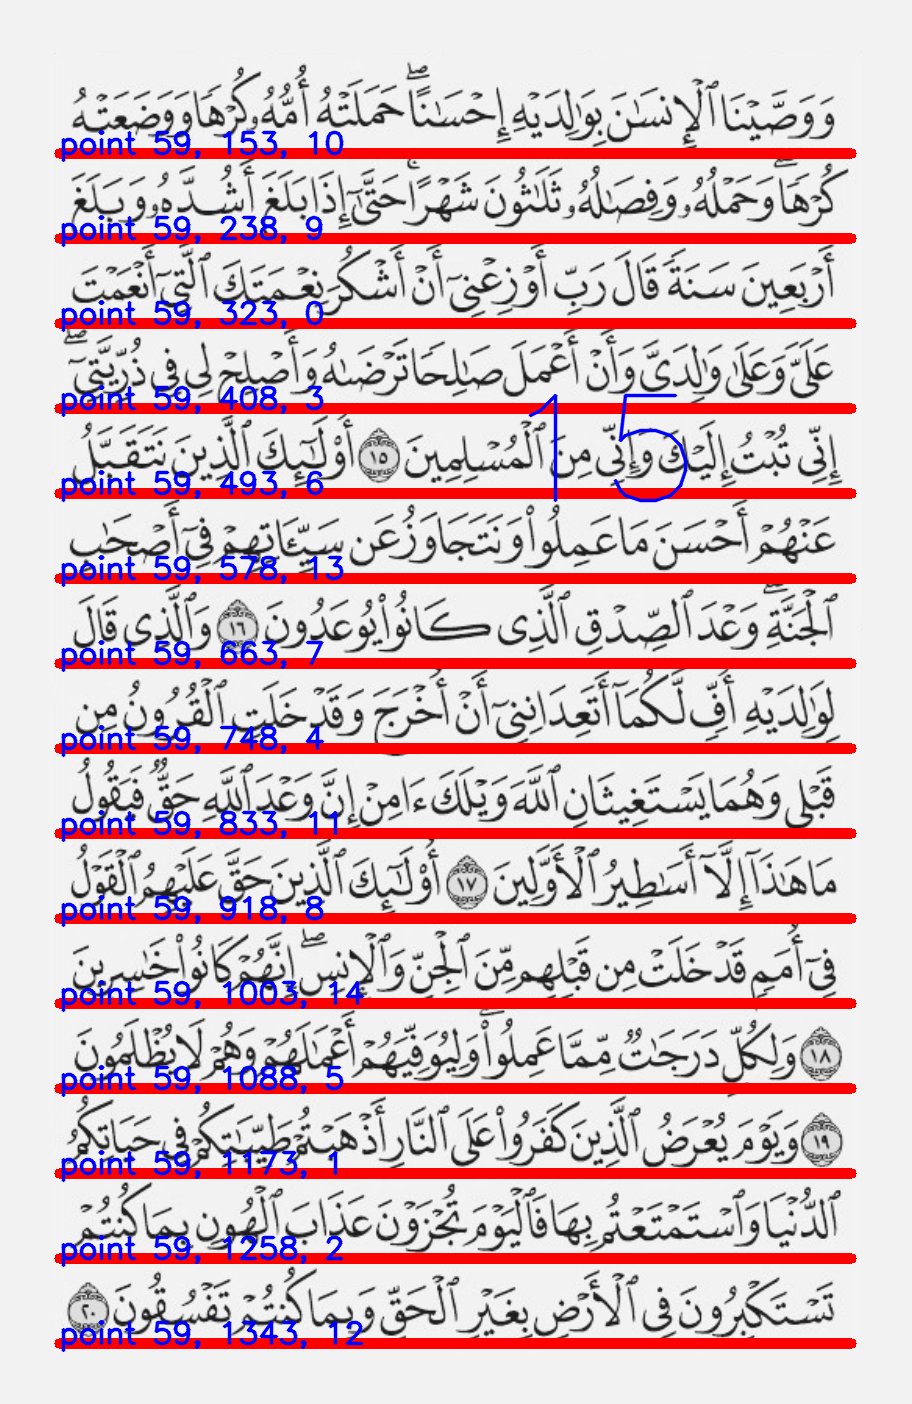 وَوَصَّيْنَا ٱلْإِنسَٰنَ بِوَٰلِدَيْهِ إِحْسَٰنًا ۖ حَمَلَتْهُ أُمُّهُۥ كُرْهًا وَوَضَعَتْهُ
point 59, 153, 10
كُرْهًا ۖ وَحَمْلُهُۥ وَفِصَٰلُهُۥ ثَلَٰثُونَ شَهْرًا ۚ حَتَّىٰٓ إِذَا بَلَغَ أَشُدَّهُۥ وَبَلَغَ
point 59, 238, 9
أَرْبَعِينَ سَنَةً قَالَ رَبِّ أَوْزِعْنِىٓ أَنْ أَشْكُرَ نِعْمَتَكَ ٱلَّتِىٓ أَنْعَمْتَ
point 59, 323, 0
عَلَىَّ وَعَلَىٰ وَٰلِدَىَّ وَأَنْ أَعْمَلَ صَٰلِحًا تَرْضَىٰهُ وَأَصْلِحْ لِى فِى ذُرِّيَّتِىٓ ۖ
point 59, 408, 3
15
إِنِّى تُبْتُ إِلَيْكَ وَإِنِّى مِنَ ٱلْمُسْلِمِينَ ١٥ أُو۟لَٰٓئِكَ ٱلَّذِينَ نَتَقَبَّلُ
point 59, 493, 6
عَنْهُمْ أَحْسَنَ مَا عَمِلُوا۟ وَنَتَجَاوَزُ عَن سَيِّـَٔاتِهِمْ فِىٓ أَصْحَٰبِ
point 59, 578, 13
ٱلْجَنَّةِ ۖ وَعْدَ ٱلصِّدْقِ ٱلَّذِى كَانُوا۟ يُوعَدُونَ ١٦ وَٱلَّذِى قَالَ
point 59, 663, 7
لِوَٰلِدَيْهِ أُفٍّ لَّكُمَآ أَتَعِدَانِنِىٓ أَنْ أُخْرَجَ وَقَدْ خَلَتِ ٱلْقُرُونُ مِن
point 59, 748, 4
قَبْلِى وَهُمَا يَسْتَغِيثَانِ ٱللَّهَ وَيْلَكَ ءَامِنْ إِنَّ وَعْدَ ٱللَّهِ حَقٌّ فَيَقُولُ
point 59, 833, 11
مَا هَٰذَآ إِلَّآ أَسَٰطِيرُ ٱلْأَوَّلِينَ ١٧ أُو۟لَٰٓئِكَ ٱلَّذِينَ حَقَّ عَلَيْهِمُ ٱلْقَوْلُ
point 59, 918, 8
فِىٓ أُمَمٍ قَدْ خَلَتْ مِن قَبْلِهِم مِّنَ ٱلْجِنِّ وَٱلْإِنسِ ۖ إِنَّهُمْ كَانُوا۟ خَٰسِرِينَ
point 59, 1003, 14
١٨ وَلِكُلٍّ دَرَجَٰتٌ مِّمَّا عَمِلُوا۟ ۖ وَلِيُوَفِّيَهُمْ أَعْمَٰلَهُمْ وَهُمْ لَا يُظْلَمُونَ
point 59, 1088, 5
١٩ وَيَوْمَ يُعْرَضُ ٱلَّذِينَ كَفَرُوا۟ عَلَى ٱلنَّارِ أَذْهَبْتُمْ طَيِّبَٰتِكُمْ فِى حَيَاتِكُمُ
point 59, 1173, 1
ٱلدُّنْيَا وَٱسْتَمْتَعْتُم بِهَا فَٱلْيَوْمَ تُجْزَوْنَ عَذَابَ ٱلْهُونِ بِمَا كُنتُمْ
point 59, 1258, 2
تَسْتَكْبِرُونَ فِى ٱلْأَرْضِ بِغَيْرِ ٱلْحَقِّ وَبِمَا كُنتُمْ تَفْسُقُونَ ٢٠
point 59, 1343, 12